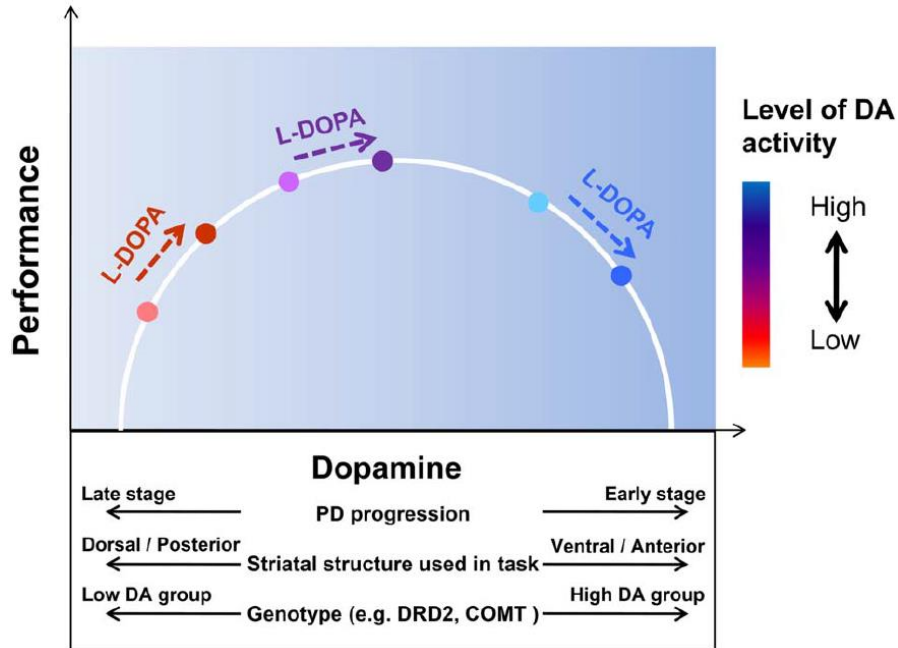 Performance
L-DOPA
L-DOPA
L-DOPA
Level of DA
activity
High
Low
Dopamine
Late stage
Early stage
PD progression
Dorsal / Posterior
Ventral / Anterior
Striatal structure used in task
Low DA group
High DA group
Genotype (e.g. DRD2, COMT )